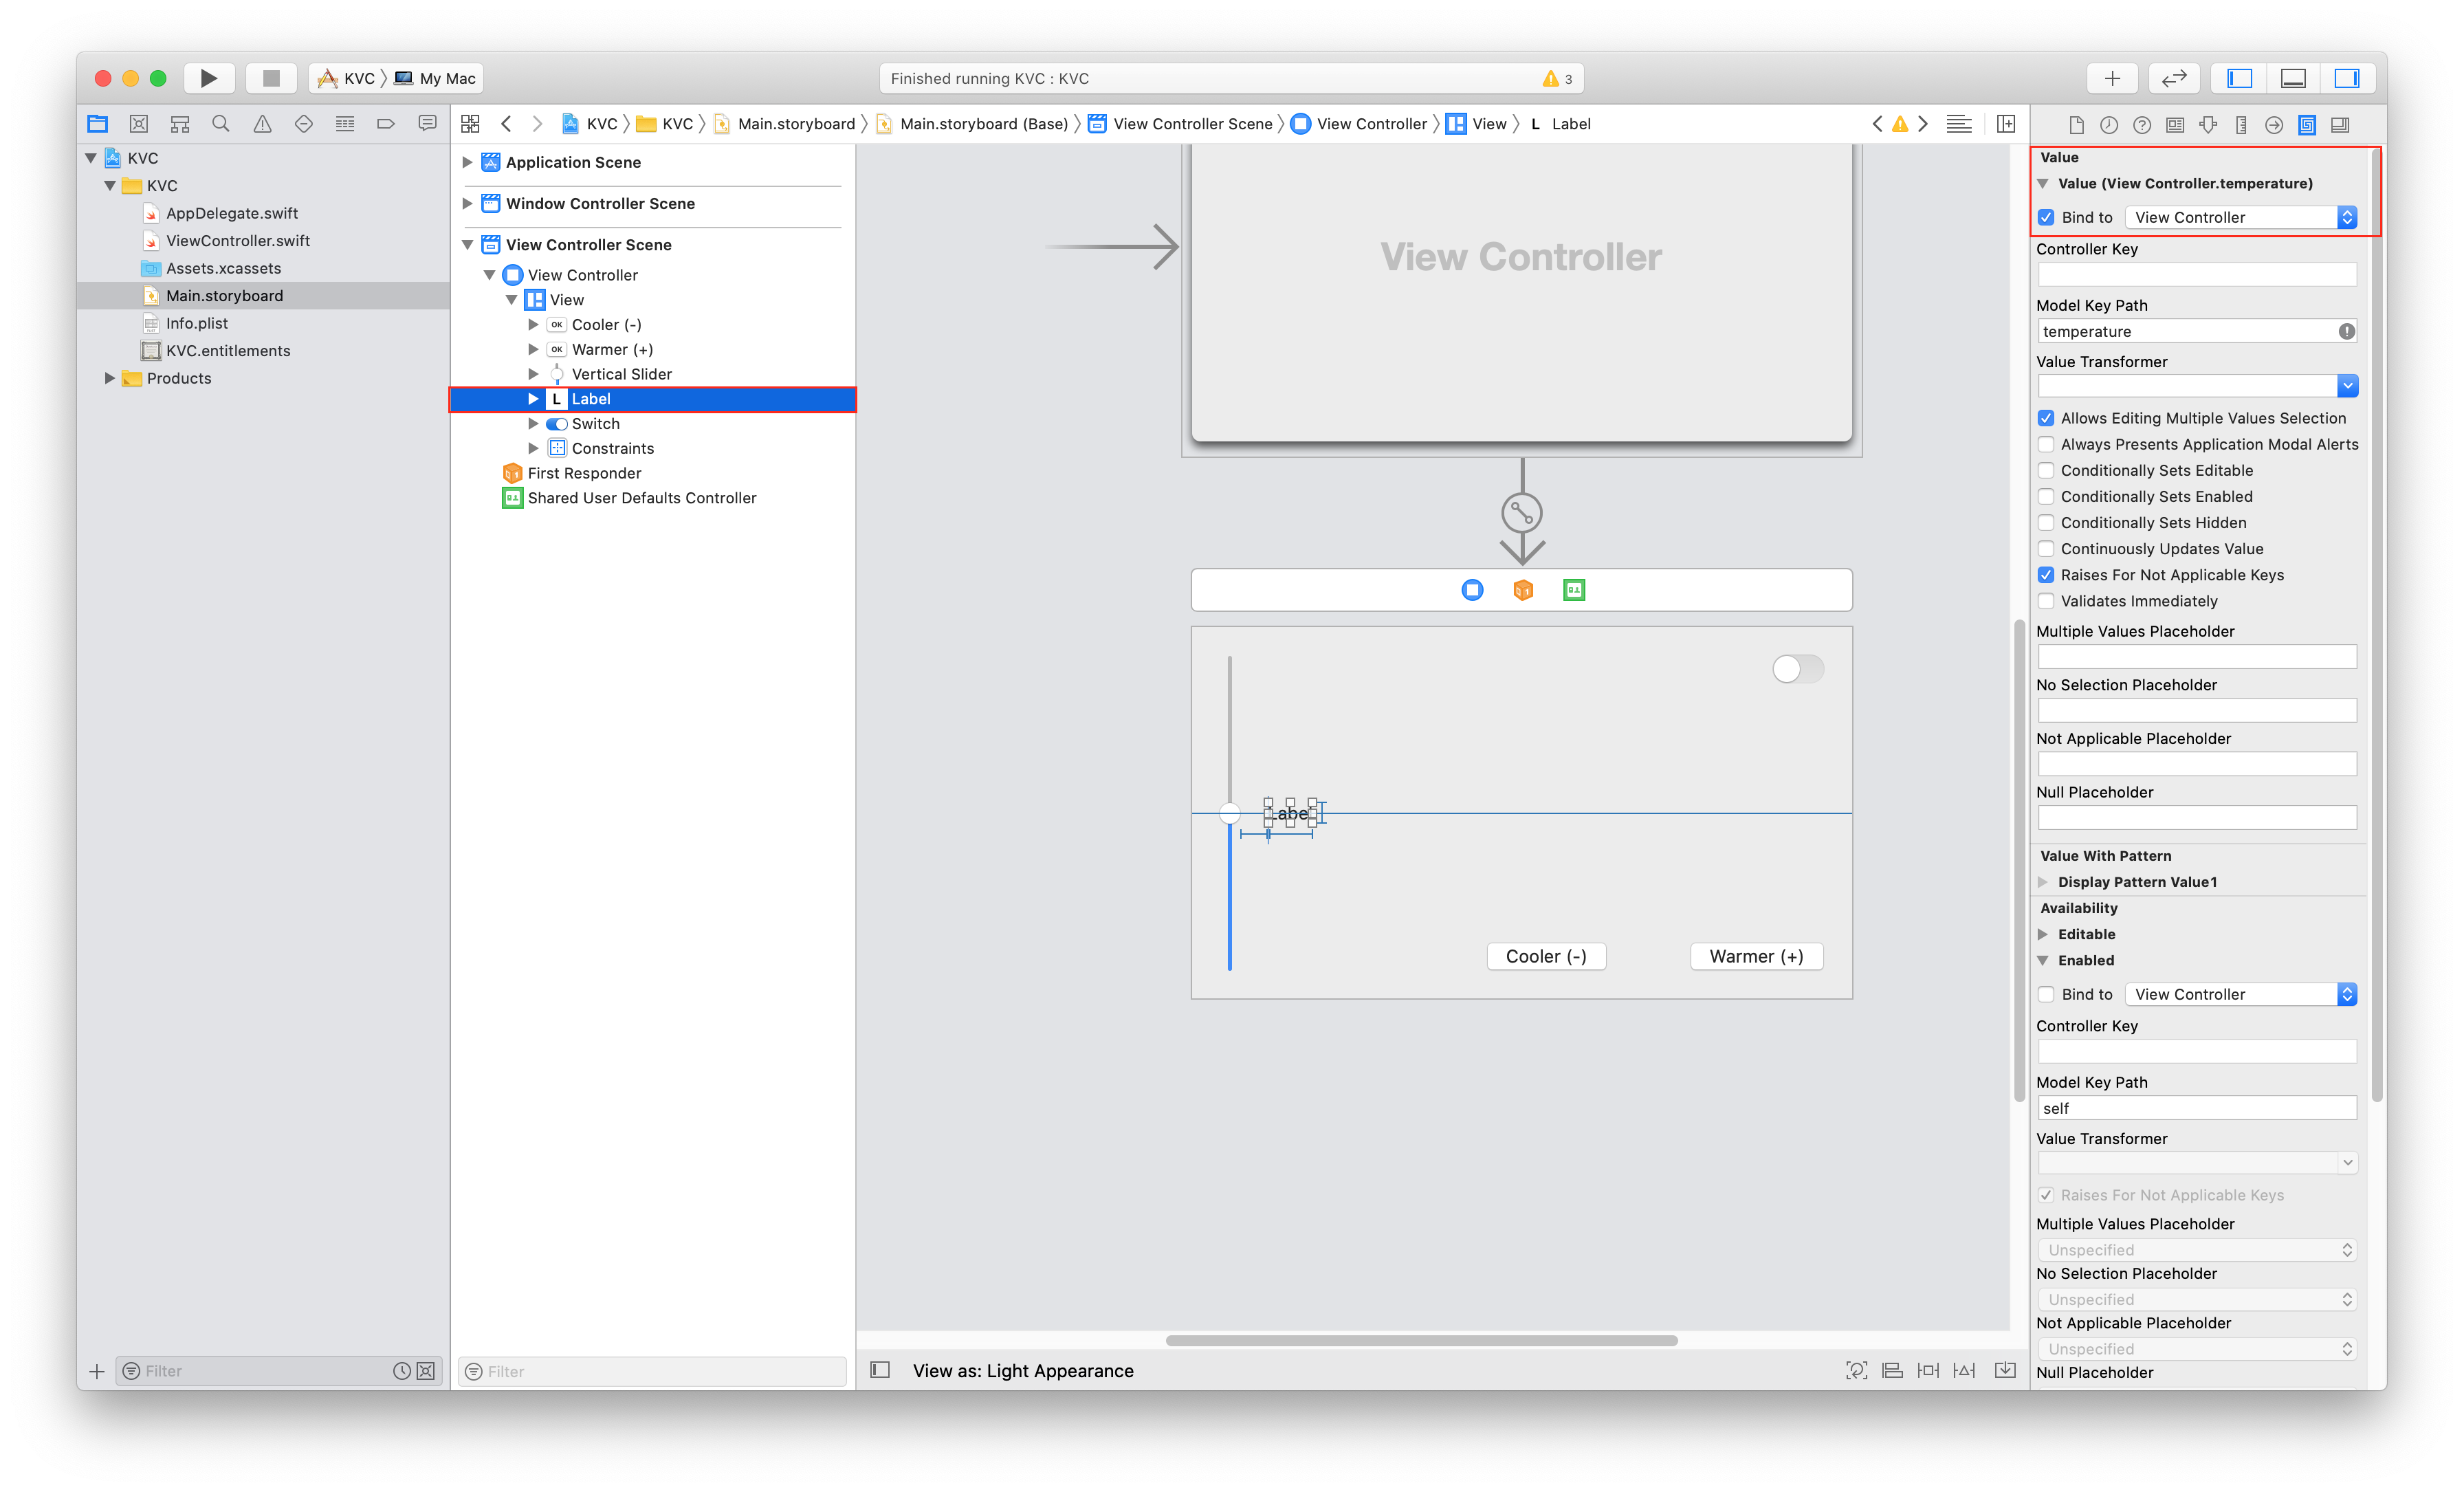 KVC 〉 My Mac
Finished running KVC : KVC
3
KVC 〉 KVC 〉 Main.storyboard 〉 Main.storyboard (Base) 〉 View Controller Scene 〉 View Controller 〉 View 〉 L Label
KVC
KVC
AppDelegate.swift
ViewController.swift
Assets.xcassets
Main.storyboard
Info.plist
KVC.entitlements
Products
Filter
Application Scene
Window Controller Scene
View Controller Scene
View Controller
View
OK Cooler (-)
OK Warmer (+)
Vertical Slider
L Label
Switch
Constraints
First Responder
Shared User Defaults Controller
Filter
View Controller
Label
Cooler (-)
Warmer (+)
View as: Light Appearance
Value
Value (View Controller.temperature)
Bind to View Controller
Controller Key
Model Key Path
temperature
Value Transformer
Allows Editing Multiple Values Selection
Always Presents Application Modal Alerts
Conditionally Sets Editable
Conditionally Sets Enabled
Conditionally Sets Hidden
Continuously Updates Value
Raises For Not Applicable Keys
Validates Immediately
Multiple Values Placeholder
No Selection Placeholder
Not Applicable Placeholder
Null Placeholder
Value With Pattern
Display Pattern Value1
Availability
Editable
Enabled
Bind to View Controller
Controller Key
Model Key Path
self
Value Transformer
Raises For Not Applicable Keys
Multiple Values Placeholder
Unspecified
No Selection Placeholder
Unspecified
Not Applicable Placeholder
Unspecified
Null Placeholder